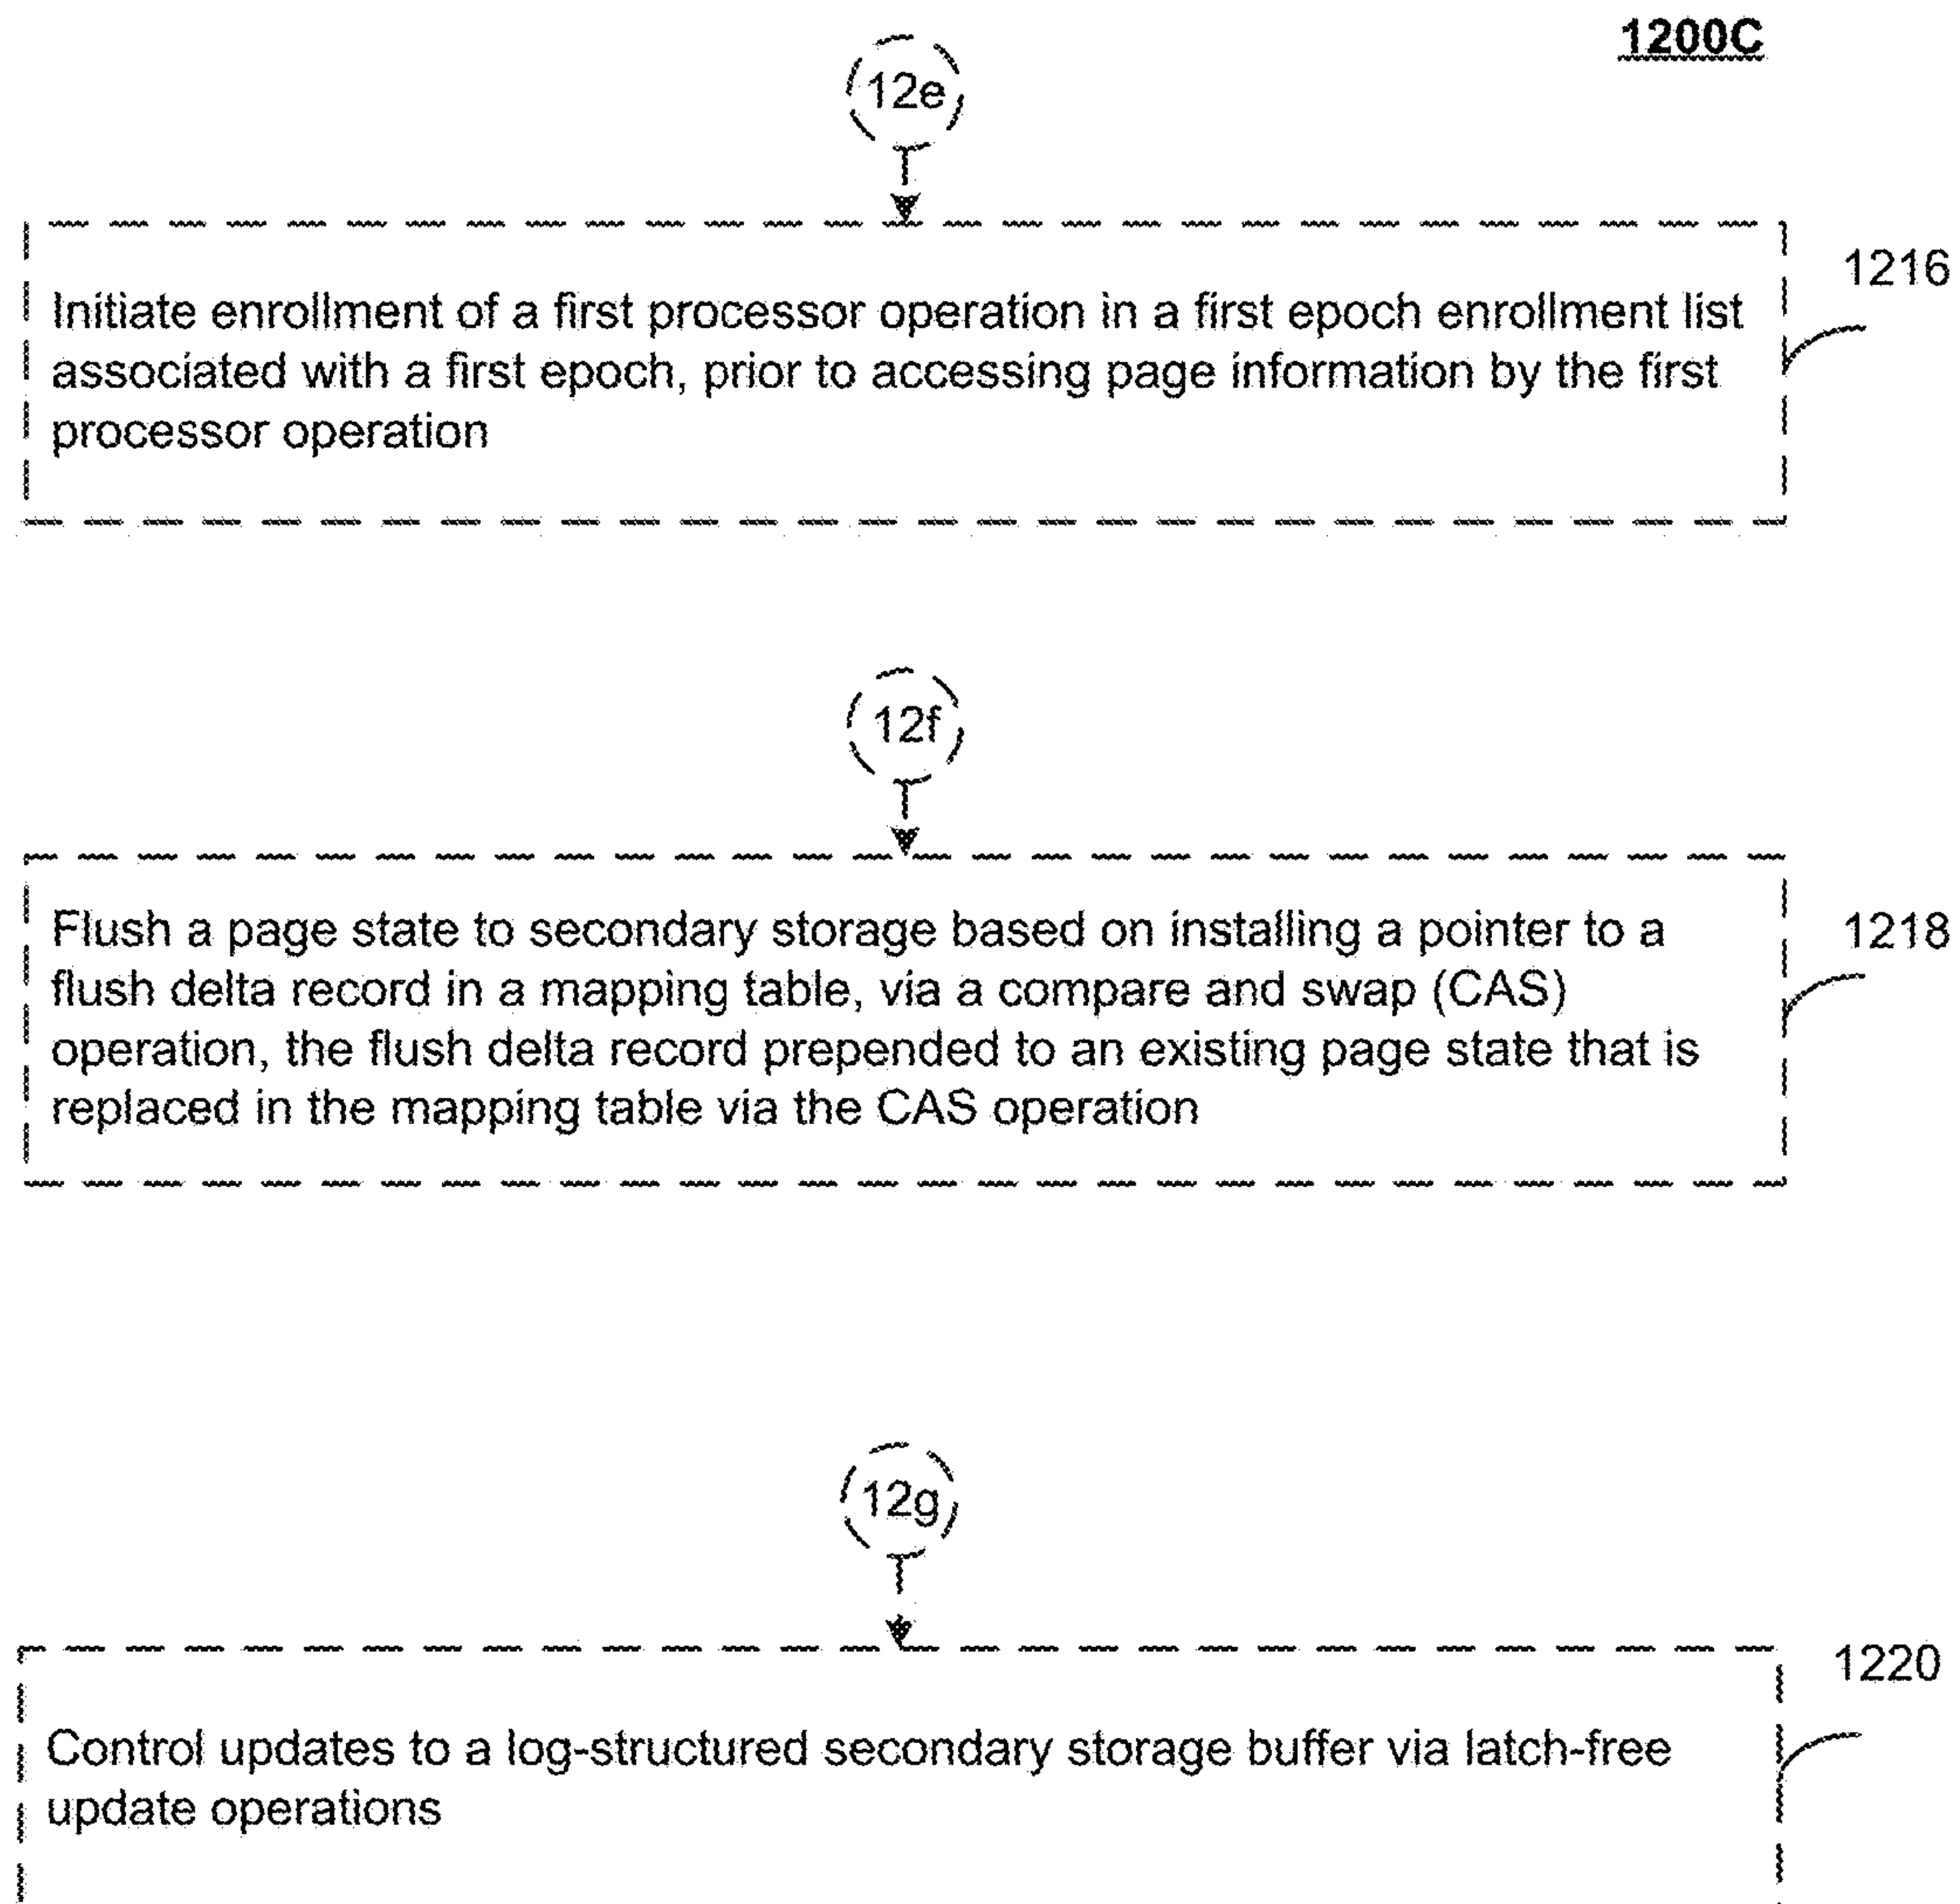 1200C
12e
1216
Initiate enrollment of a first processor operation in a first epoch enrollment list
associated with a first epoch, prior to accessing page information by the first
processor operation
12f
1218
Flush a page state to secondary storage based on installing a pointer to a
flush delta record in a mapping table, via a compare and swap (CAS)
operation, the flush delta record prepended to an existing page state that is
replaced in the mapping table via the CAS operation
12g
1220
Control updates to a log-structured secondary storage buffer via latch-free
update operations